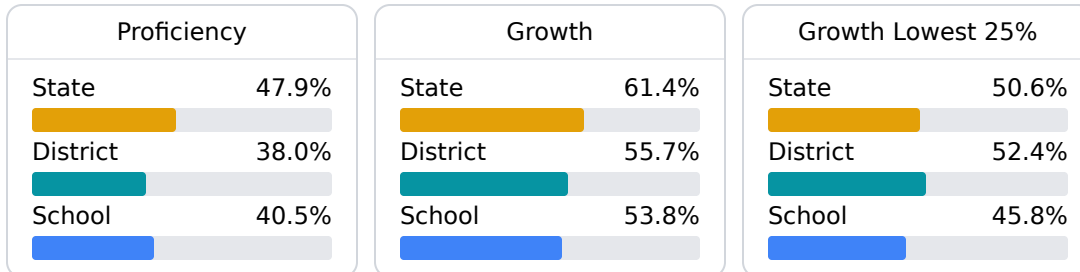 Proficiency
State 47.9%
District 38.0%
School 40.5%
Growth
State 61.4%
District 55.7%
School 53.8%
Growth Lowest 25%
State 50.6%
District 52.4%
School 45.8%